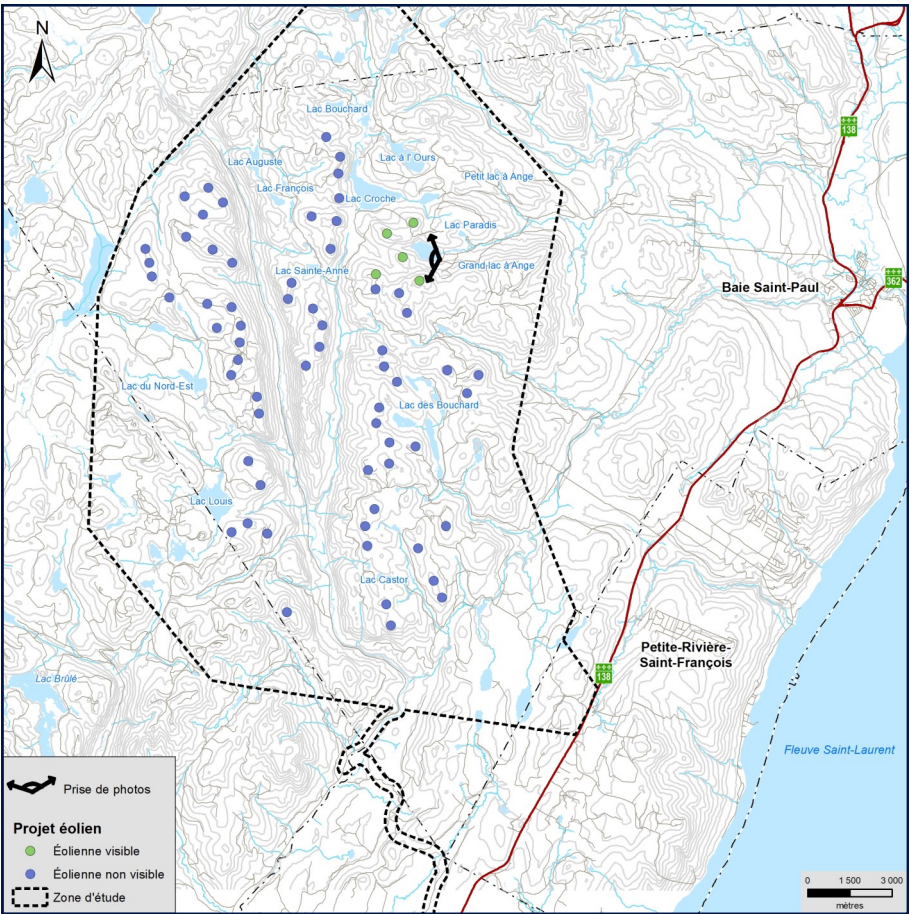 N
Lac Bouchard
138
Lac Auguste
Lac à l' Ours
Lac François
Petit lac à Ange
Lac Croche
Lac Paradis
Lac Sainte-Anne
Grand lac à Ange
362
Baie Saint-Paul
Lac du Nord-Est
Lac des Bouchard
Lac Louis
Lac Castor
Petite-Rivière-
Saint-François
Lac Brûlé
138
Fleuve Saint-Laurent
Prise de photos
Projet éolien
Éolienne visible
Éolienne non visible
Zone d'étude
0 1 500 3 000
mètres